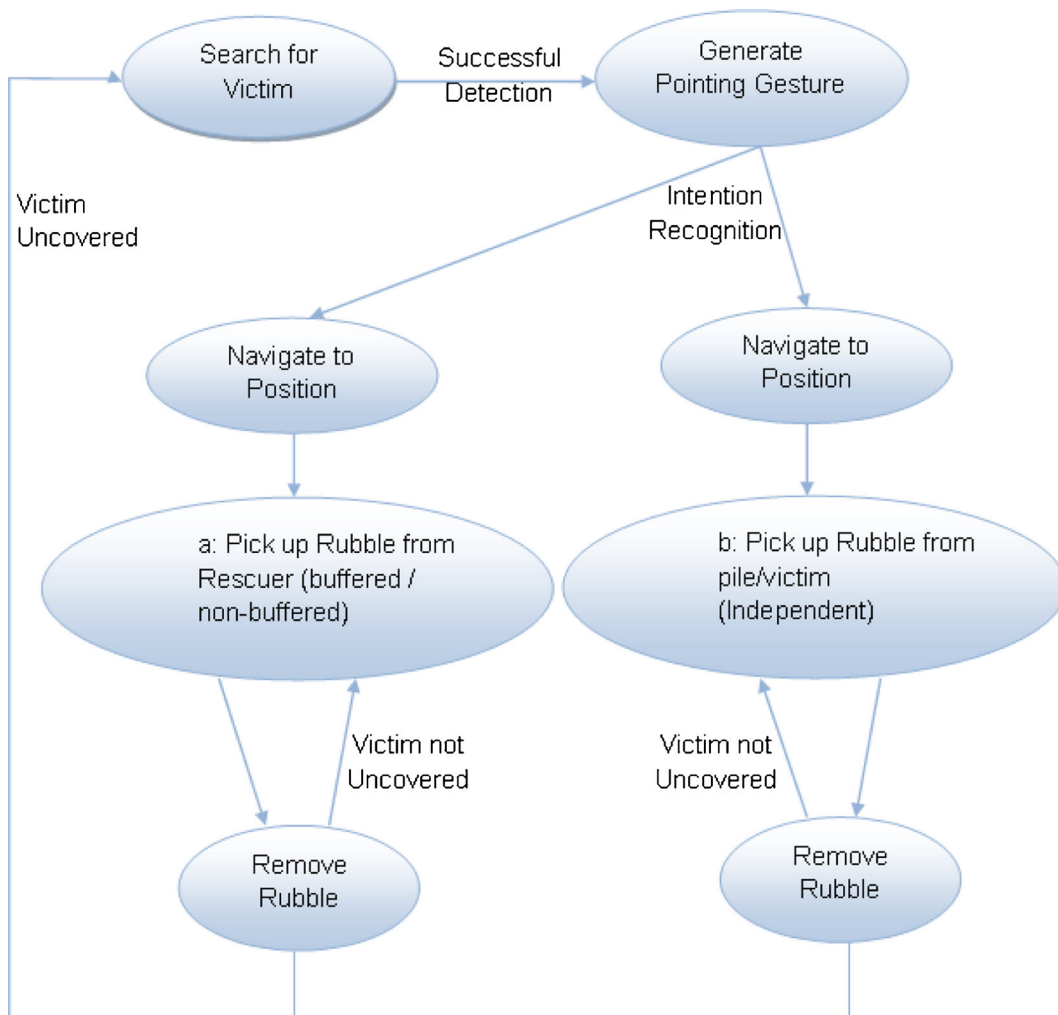 Search for
Victim
Successful
Detection
Generate
Pointing Gesture
Victim
Uncovered
Intention
Recognition
Navigate to
Position
Navigate to
Position
a: Pick up Rubble from
Rescuer (buffered /
non-buffered)
b: Pick up Rubble from
pile/victim
(Independent)
Victim not
Uncovered
Victim not
Uncovered
Remove
Rubble
Remove
Rubble